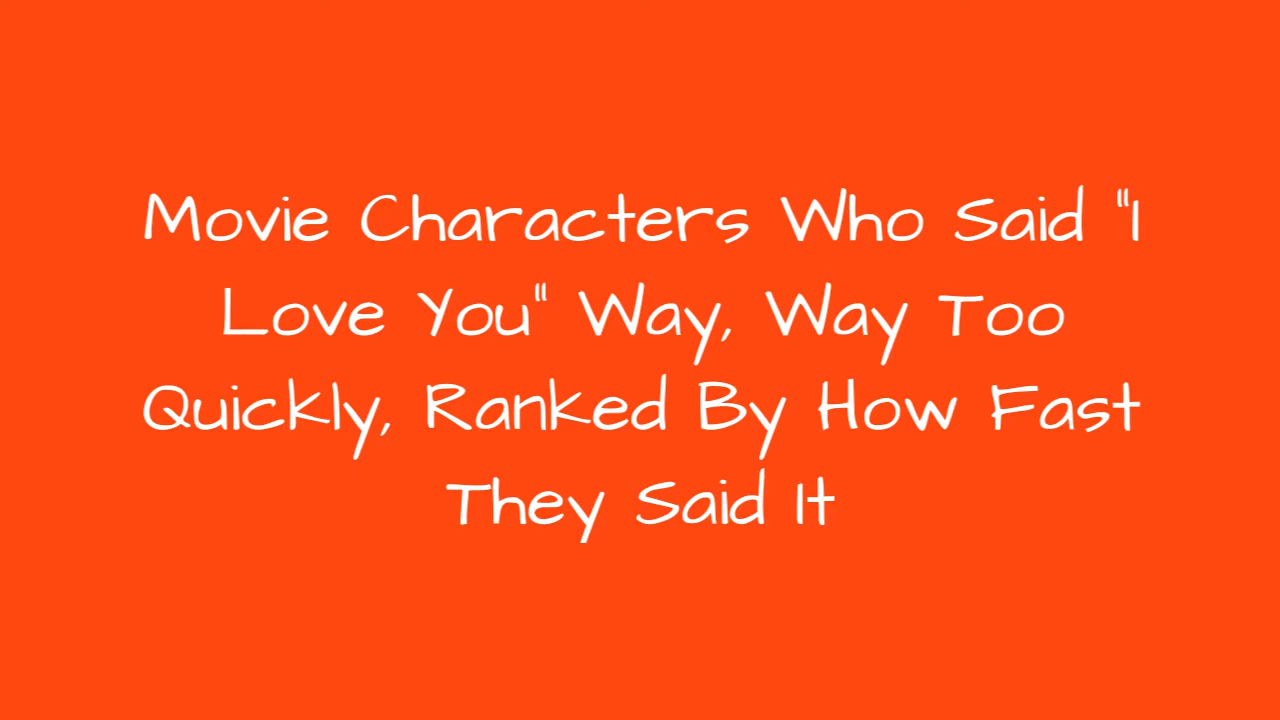 Movie Characters Who Said "I
Love You" Way, Way Too
Quickly, Ranked By How Fast
They Said It